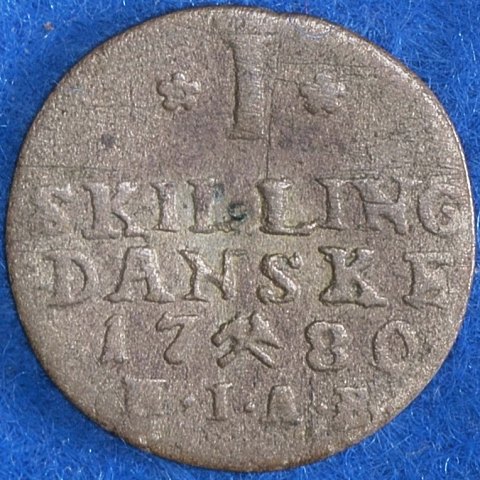 I
SKILLING
DANSKE
17 80
H·I·A·B